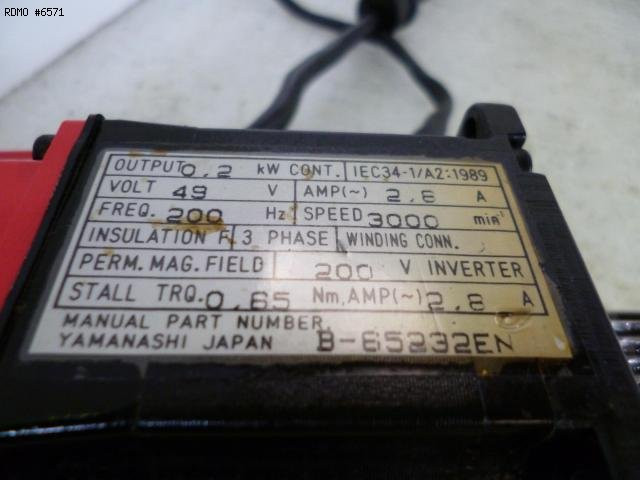 RDMO #6571
OUTPUT 0.2 KW CONT. IEC34-1/A2:1989
VOLT 49 V AMP(~) 2.8 A
FREQ. 200 Hz SPEED 3000 min⁻¹
INSULATION F, 3 PHASE WINDING CONN.
PERM. MAG. FIELD 200 V INVERTER
STALL TRQ. 0.65 Nm, AMP(~) 2.8 A
MANUAL PART NUMBER
YAMANASHI JAPAN B-65232EN